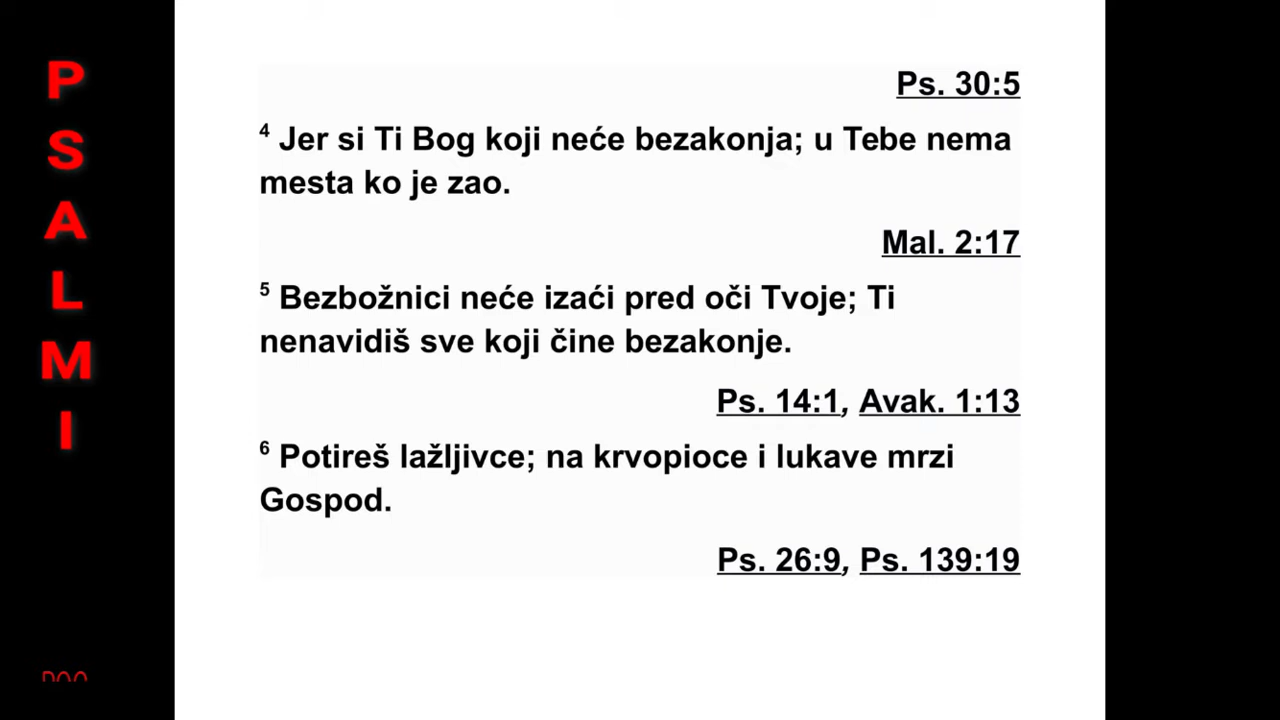 PSALMI
Ps. 30:5
4 Jer si Ti Bog koji neće bezakonja; u Tebe nema
mesta ko je zao.
Mal. 2:17
5 Bezbožnici neće izaći pred oči Tvoje; Ti
nenavidiš sve koji čine bezakonje.
Ps. 14:1, Avak. 1:13
6 Potireš lažljivce; na krvopioce i lukave mrzi
Gospod.
Ps. 26:9, Ps. 139:19